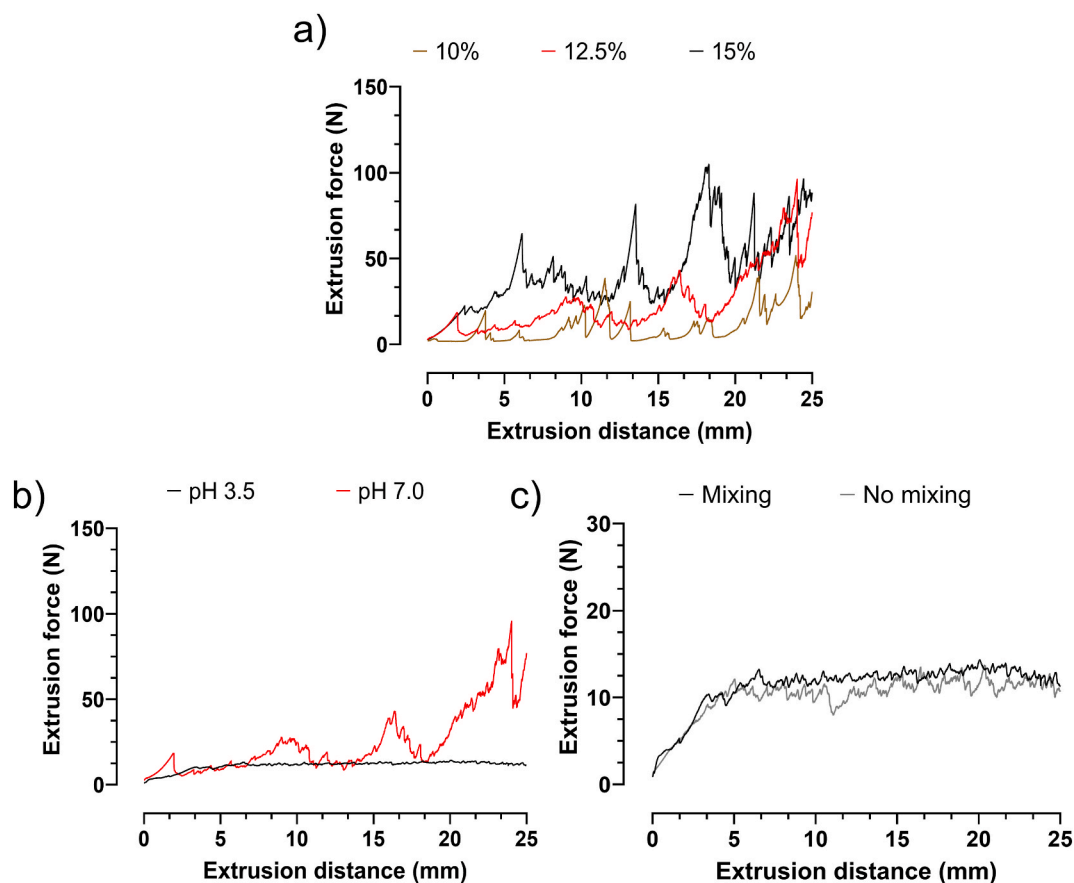 a)
10% 12.5% 15%
150
100
50
0
Extrusion force (N)
0 5 10 15 20 25
Extrusion distance (mm)
b)
pH 3.5 pH 7.0
150
100
50
0
Extrusion force (N)
0 5 10 15 20 25
Extrusion distance (mm)
c)
Mixing No mixing
30
20
10
0
Extrusion force (N)
0 5 10 15 20 25
Extrusion distance (mm)